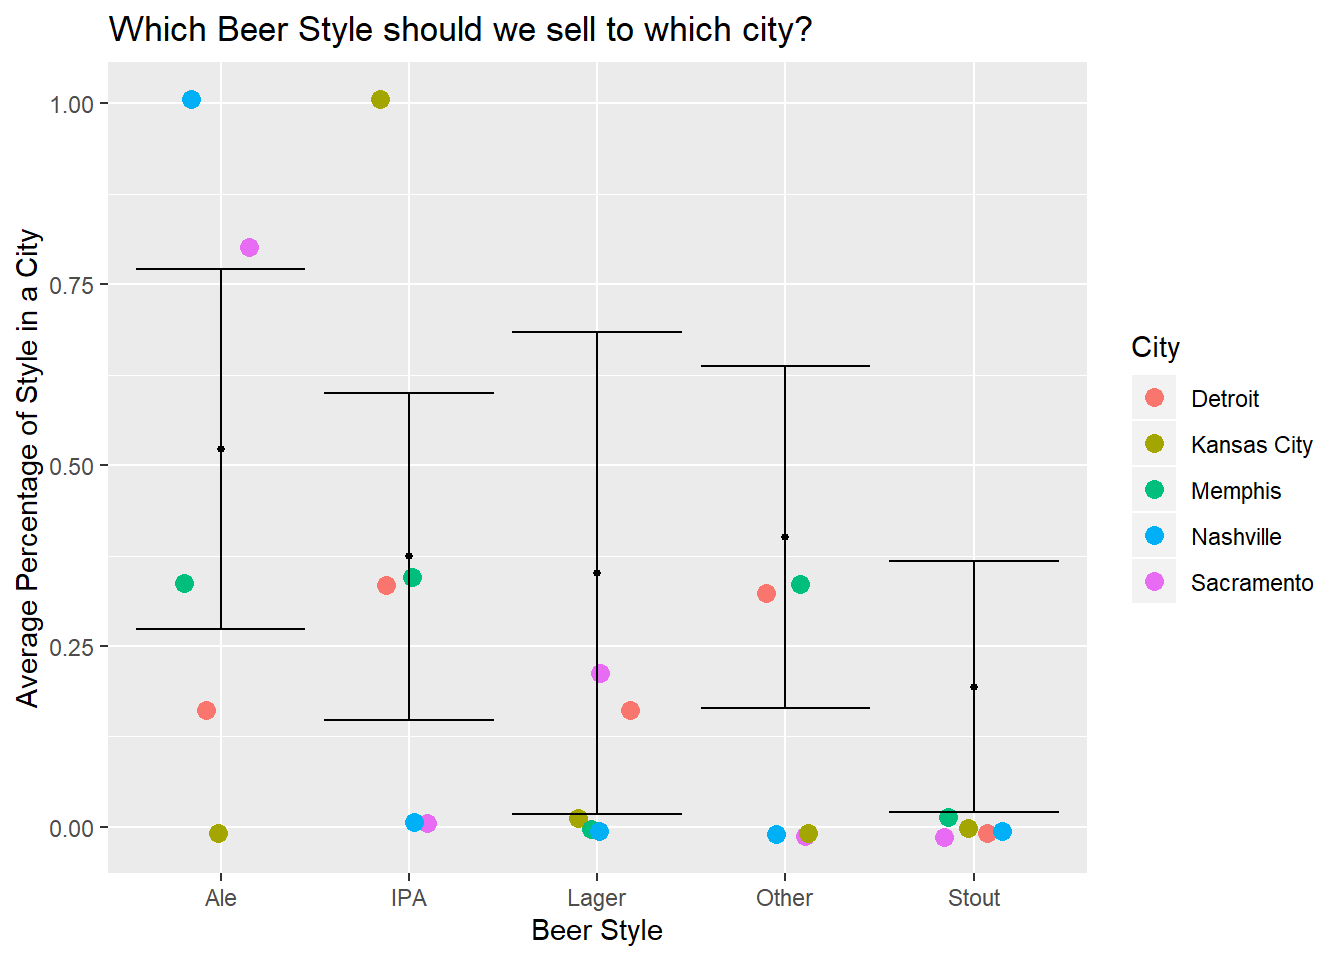 Which Beer Style should we sell to which city?
Average Percentage of Style in a City
1.00
0.75
0.50
0.25
0.00
Ale IPA Lager Other Stout
Beer Style
City
Detroit
Kansas City
Memphis
Nashville
Sacramento